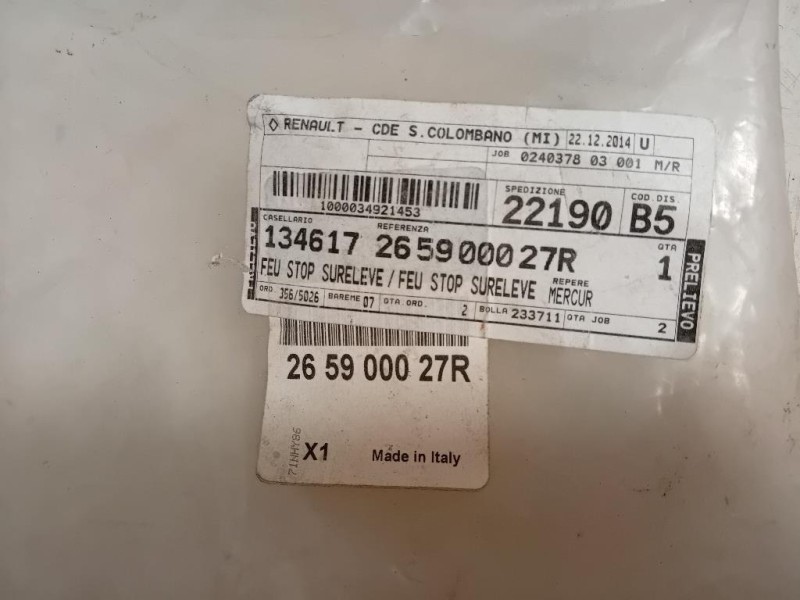 RENAULT - CDE S.COLOMBANO (MI) 22.12.2014 U
JOB 0240378 03 001 M/R
1000034921453
SPEDIZIONE 22190 COD.DIS. B5
CASELLARIO 134617 REFERENZA 26 59 000 27R QTA 1
FEU STOP SURELEVE / FEU STOP SURELEVE REPERE MERCUR
ORD. 356/5026 BAREME 07 QTA.ORD. 2 BOLLA 233711 QTA JOB 2
PRELIEVO
26 59 000 27R
71NHY86
X1 Made in Italy